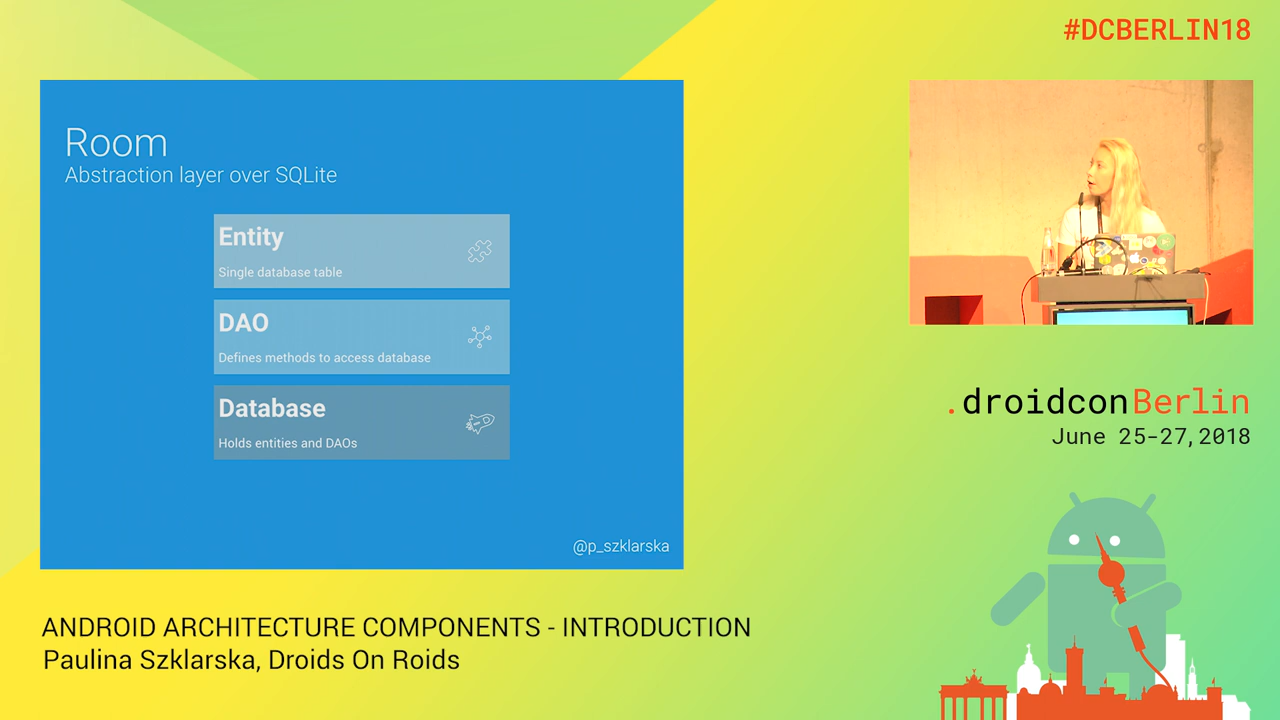 #DCBERLIN18
Room
Abstraction layer over SQLite
Entity
Single database table
DAO
Defines methods to access database
Database
Holds entities and DAOs
@p_szklarska
.droidconBerlin
June 25-27, 2018
ANDROID ARCHITECTURE COMPONENTS - INTRODUCTION
Paulina Szklarska, Droids On Roids